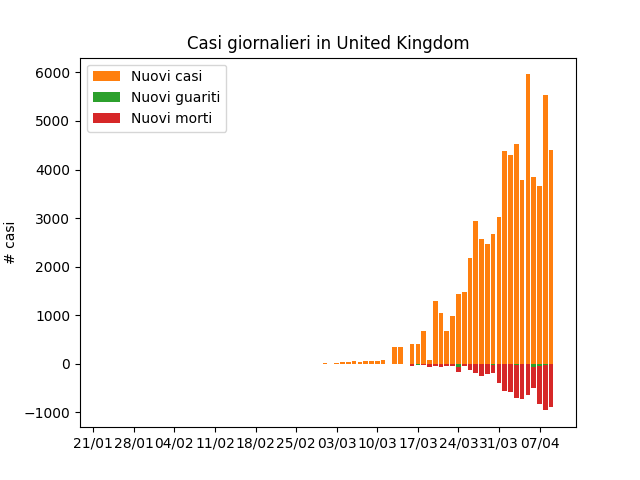 Casi giornalieri in United Kingdom
Nuovi casi
Nuovi guariti
Nuovi morti
# casi
6000
5000
4000
3000
2000
1000
0
−1000
21/01 28/01 04/02 11/02 18/02 25/02 03/03 10/03 17/03 24/03 31/03 07/04